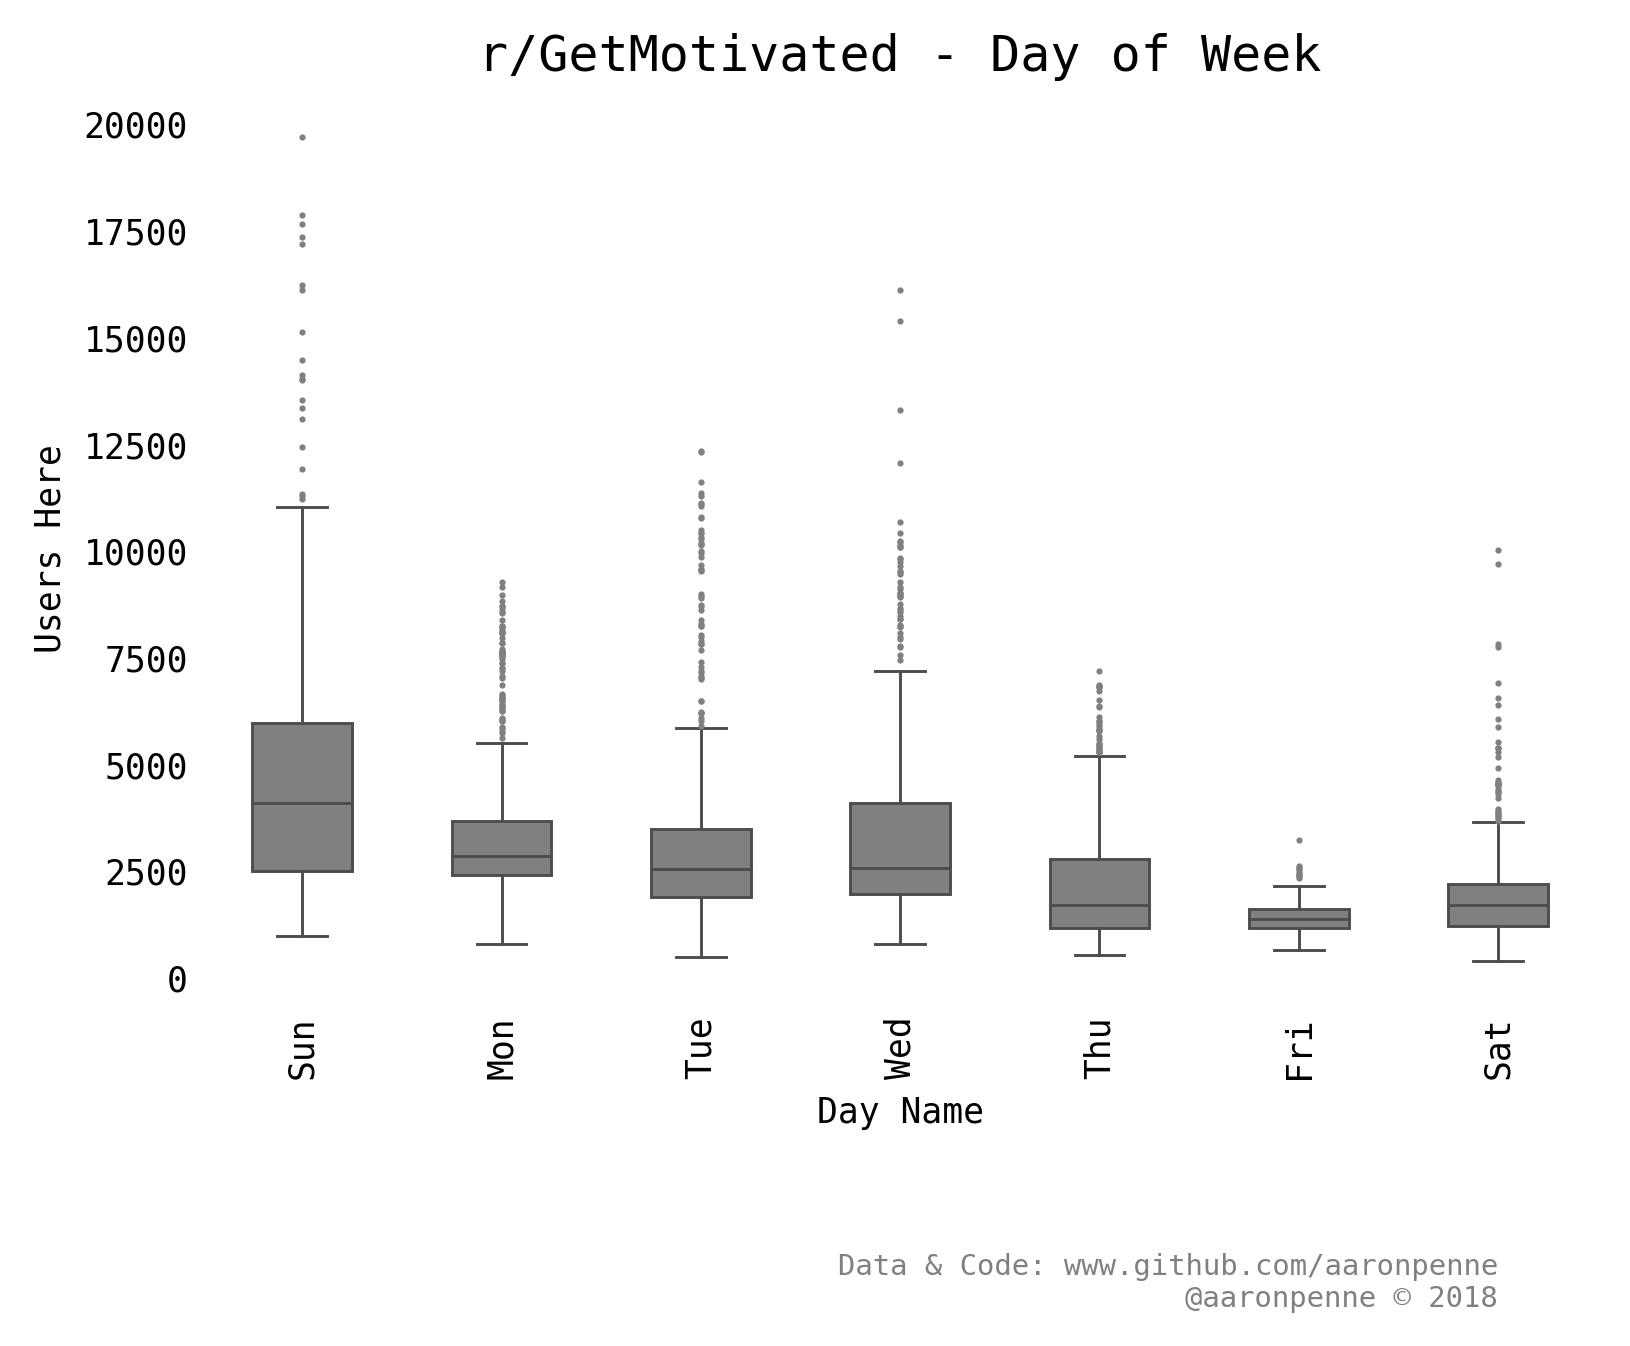 r/GetMotivated - Day of Week
20000
17500
15000
12500
10000
7500
5000
2500
0
Users Here
Sun
Mon
Tue
Wed
Thu
Fri
Sat
Day Name
Data & Code: www.github.com/aaronpenne
@aaronpenne © 2018